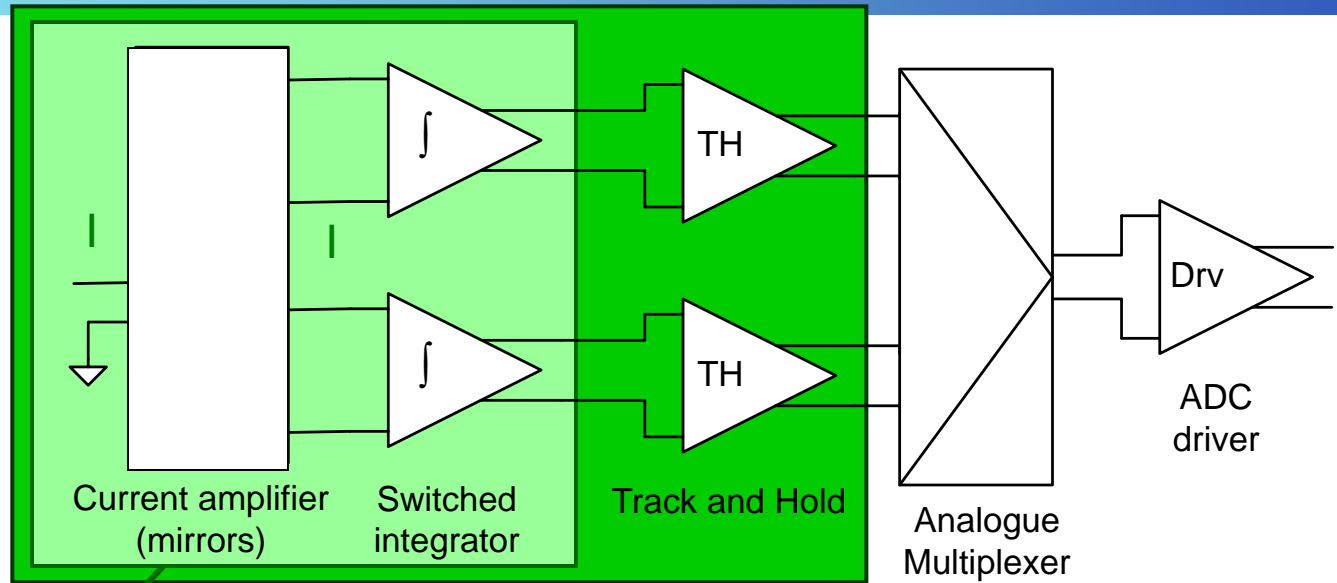 ∫
TH
I
I
Drv
∫
TH
ADC
driver
Current amplifier
(mirrors)
Switched
integrator
Track and Hold
Analogue
Multiplexer